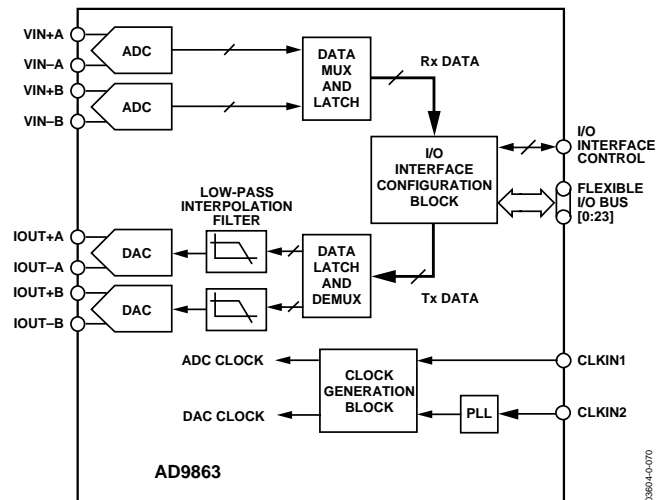 VIN+A
VIN–A
VIN+B
VIN–B
ADC
ADC
DATA
MUX
AND
LATCH
Rx DATA
I/O
INTERFACE
CONFIGURATION
BLOCK
I/O
INTERFACE
CONTROL
FLEXIBLE
I/O BUS
[0:23]
LOW-PASS
INTERPOLATION
FILTER
IOUT+A
IOUT–A
IOUT+B
IOUT–B
DAC
DAC
DATA
LATCH
AND
DEMUX
Tx DATA
ADC CLOCK
DAC CLOCK
CLOCK
GENERATION
BLOCK
PLL
CLKIN1
CLKIN2
AD9863
03604-0-070